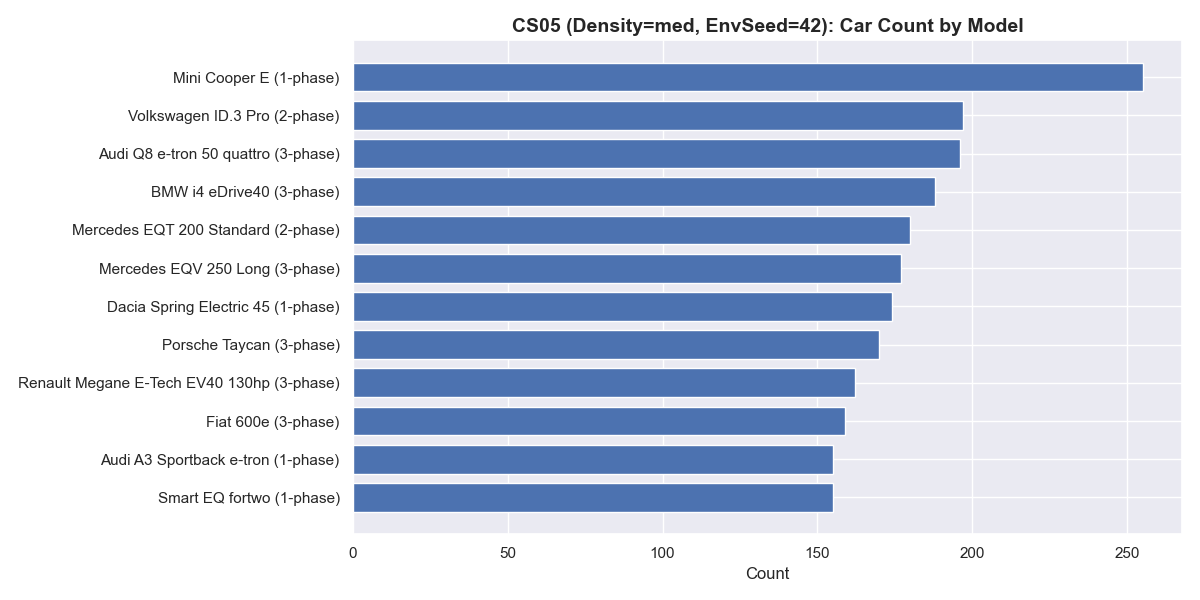 CS05 (Density=med, EnvSeed=42): Car Count by Model
Mini Cooper E (1-phase)
Volkswagen ID.3 Pro (2-phase)
Audi Q8 e-tron 50 quattro (3-phase)
BMW i4 eDrive40 (3-phase)
Mercedes EQT 200 Standard (2-phase)
Mercedes EQV 250 Long (3-phase)
Dacia Spring Electric 45 (1-phase)
Porsche Taycan (3-phase)
Renault Megane E-Tech EV40 130hp (3-phase)
Fiat 600e (3-phase)
Audi A3 Sportback e-tron (1-phase)
Smart EQ fortwo (1-phase)
0 50 100 150 200 250
Count